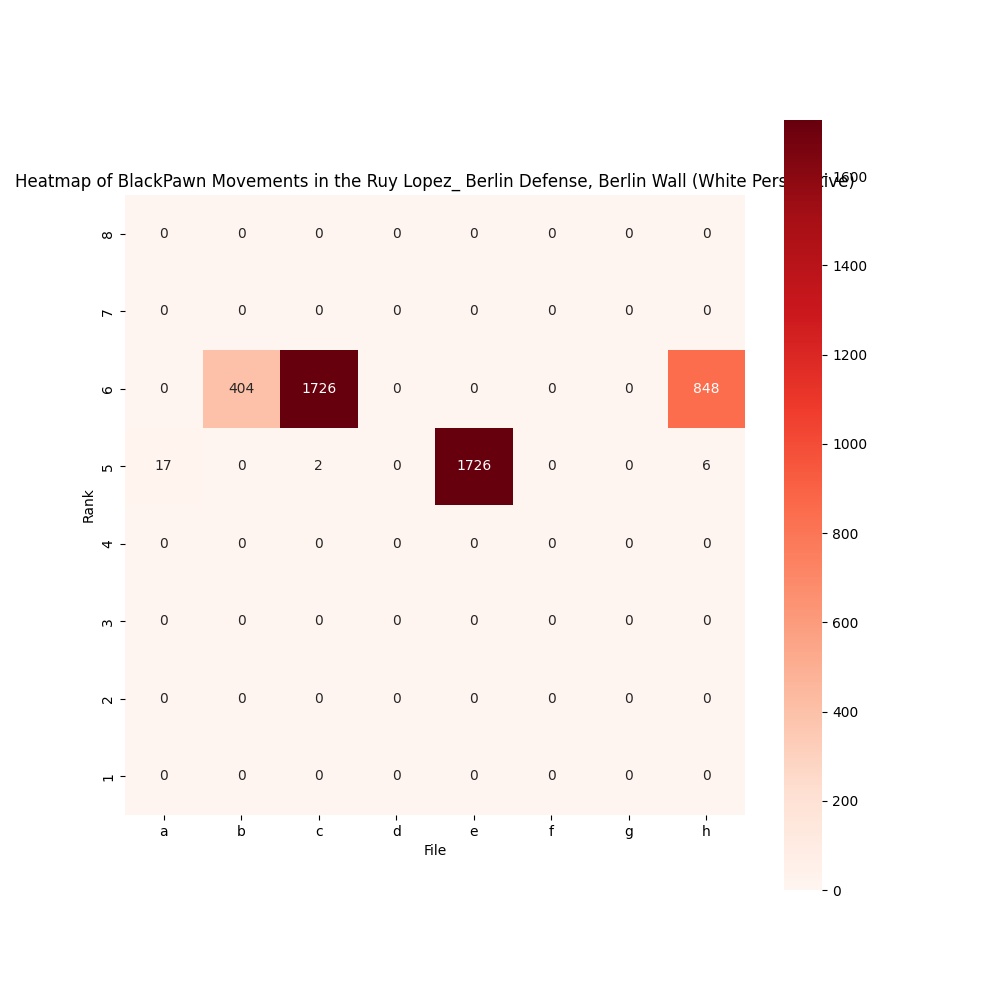 Heatmap of BlackPawn Movements in the Ruy Lopez_ Berlin Defense, Berlin Wall (White Perspective)
8 0 0 0 0 0 0 0 0
7 0 0 0 0 0 0 0 0
6 0 404 1726 0 0 0 0 848
5 17 0 2 0 1726 0 0 6
4 0 0 0 0 0 0 0 0
3 0 0 0 0 0 0 0 0
2 0 0 0 0 0 0 0 0
1 0 0 0 0 0 0 0 0
a b c d e f g h
File
Rank
1600
1400
1200
1000
800
600
400
200
0